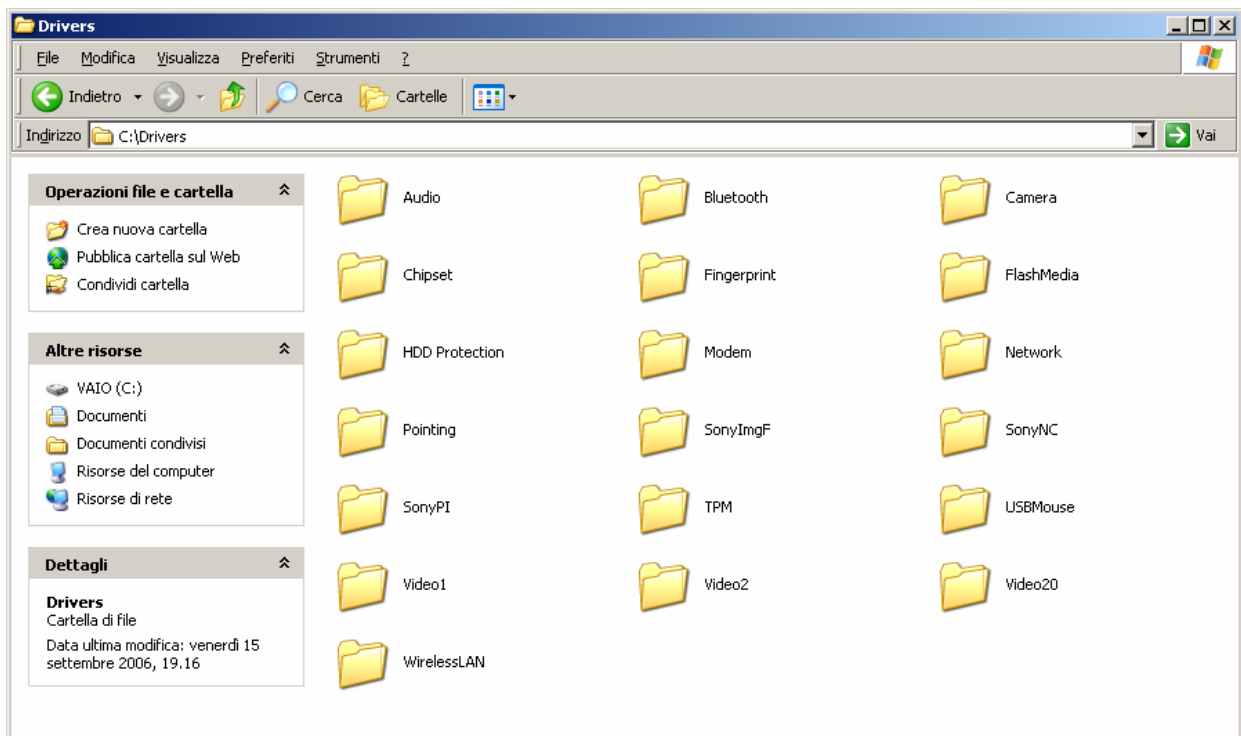 Drivers
File Modifica Visualizza Preferiti Strumenti ?
Indietro Cerca Cartelle
Indirizzo C:\Drivers Vai
Operazioni file e cartella
Crea nuova cartella
Pubblica cartella sul Web
Condividi cartella
Altre risorse
VAIO (C:)
Documenti
Documenti condivisi
Risorse del computer
Risorse di rete
Dettagli
Drivers
Cartella di file
Data ultima modifica: venerdì 15
settembre 2006, 19.16
Audio Bluetooth Camera
Chipset Fingerprint FlashMedia
HDD Protection Modem Network
Pointing SonyImgF SonyNC
SonyPI TPM USBMouse
Video1 Video2 Video20
WirelessLAN